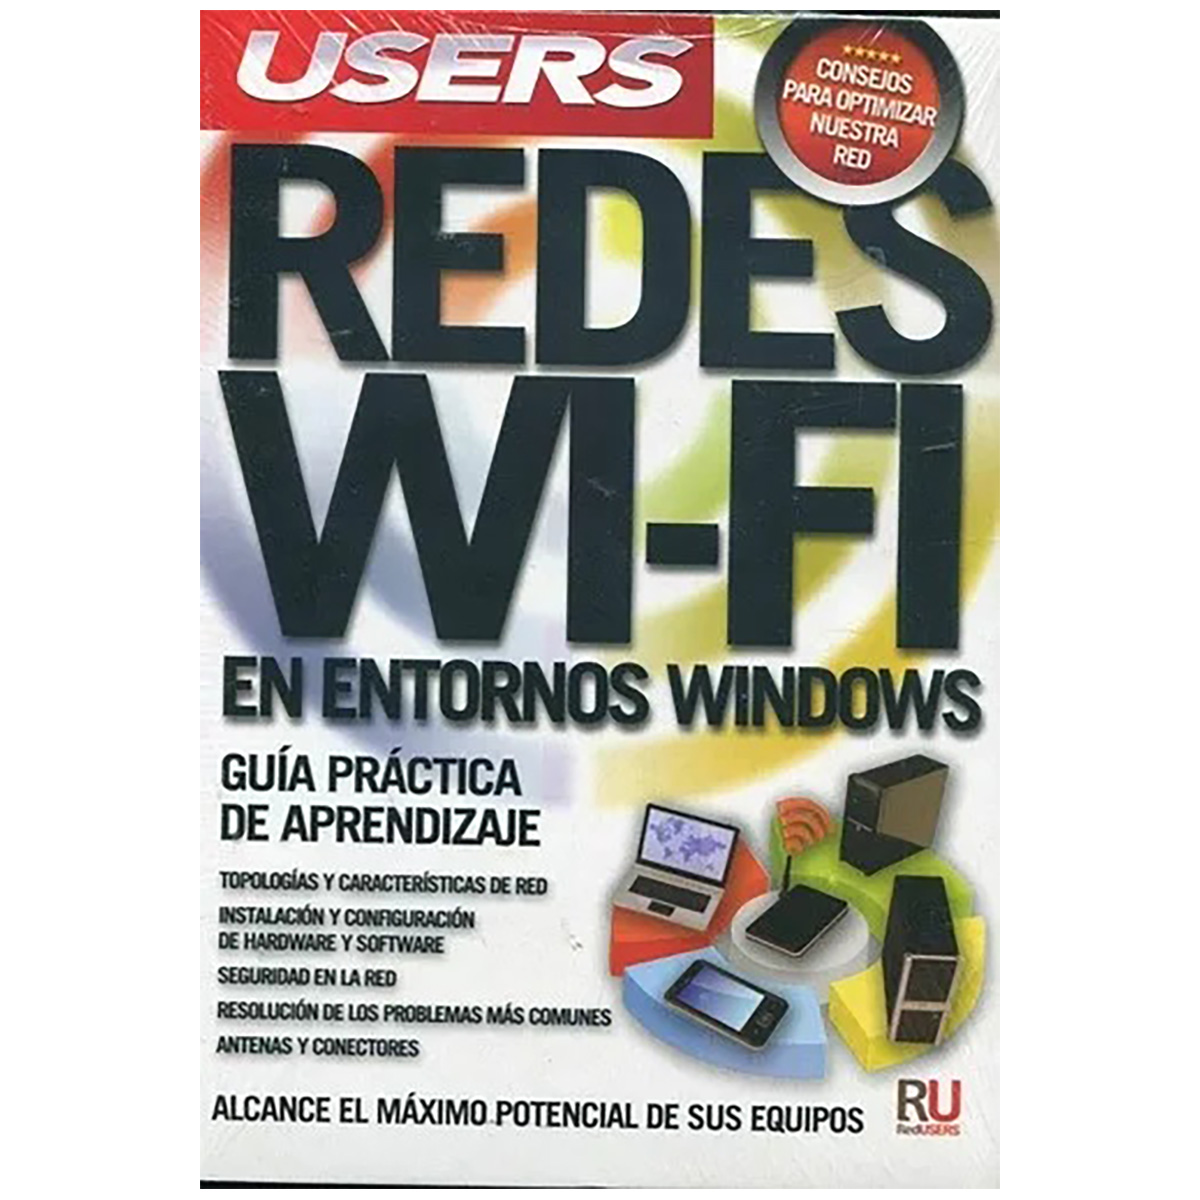 USERS
CONSEJOS
PARA OPTIMIZAR
NUESTRA
RED
REDES
WI-FI
EN ENTORNOS WINDOWS
GUÍA PRÁCTICA
DE APRENDIZAJE
TOPOLOGÍAS Y CARACTERÍSTICAS DE RED
INSTALACIÓN Y CONFIGURACIÓN
DE HARDWARE Y SOFTWARE
SEGURIDAD EN LA RED
RESOLUCIÓN DE LOS PROBLEMAS MÁS COMUNES
ANTENAS Y CONECTORES
ALCANCE EL MÁXIMO POTENCIAL DE SUS EQUIPOS
RU
RedUSERS